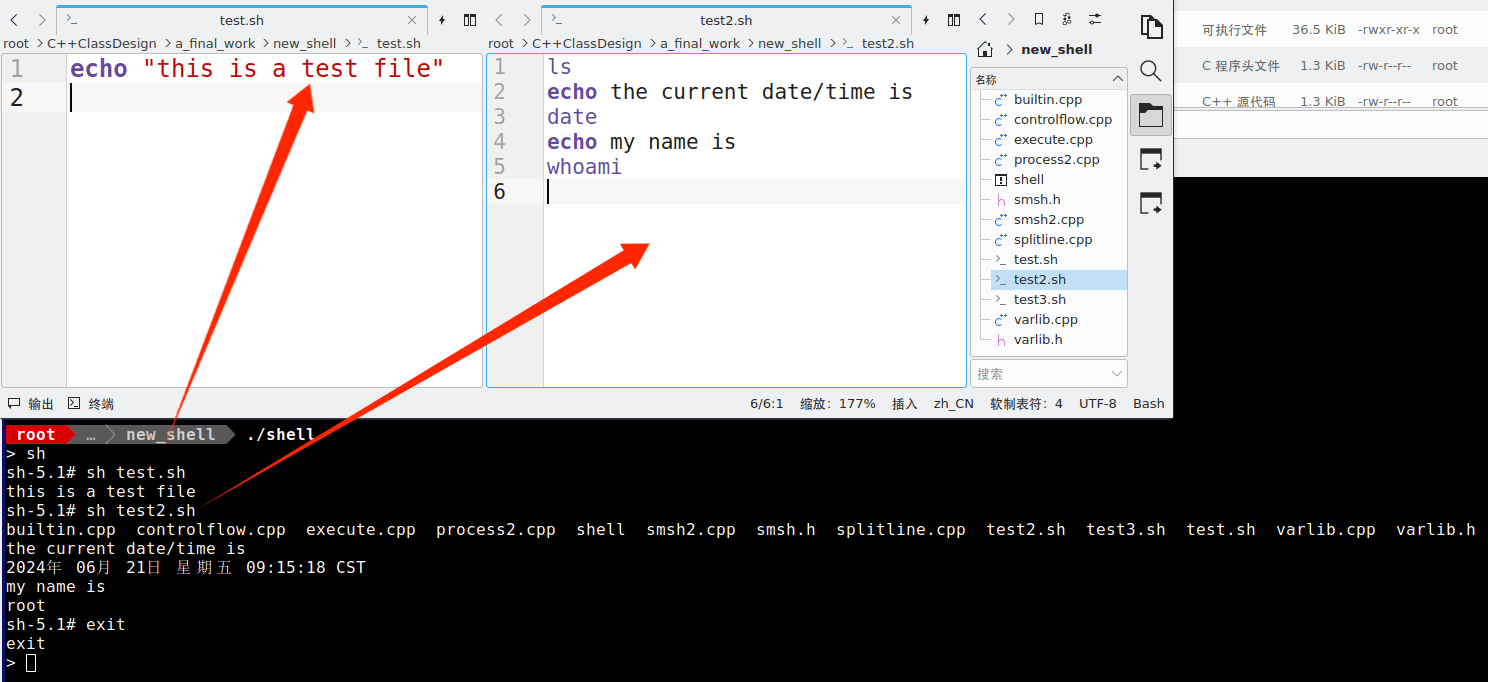 test.sh
test2.sh
root > C++ClassDesign > a_final_work > new_shell > test.sh
root > C++ClassDesign > a_final_work > new_shell > test2.sh
1 echo "this is a test file"
2
1 ls
2 echo the current date/time is
3 date
4 echo my name is
5 whoami
6
> new_shell
名称
builtin.cpp
controlflow.cpp
execute.cpp
process2.cpp
shell
smsh.h
smsh2.cpp
splitline.cpp
test.sh
test2.sh
test3.sh
varlib.cpp
varlib.h
搜索
可执行文件 36.5 KiB -rwxr-xr-x root
C 程序头文件 1.3 KiB -rw-r--r-- root
C++ 源代码 1.3 KiB -rw-r--r-- root
输出 终端 6/6:1 缩放：177% 插入 zh_CN 软制表符：4 UTF-8 Bash
root … new_shell ./shell
> sh
sh-5.1# sh test.sh
this is a test file
sh-5.1# sh test2.sh
builtin.cpp controlflow.cpp execute.cpp process2.cpp shell smsh2.cpp smsh.h splitline.cpp test2.sh test3.sh test.sh varlib.cpp varlib.h
the current date/time is
2024年 06月 21日 星期五 09:15:18 CST
my name is
root
sh-5.1# exit
exit
>